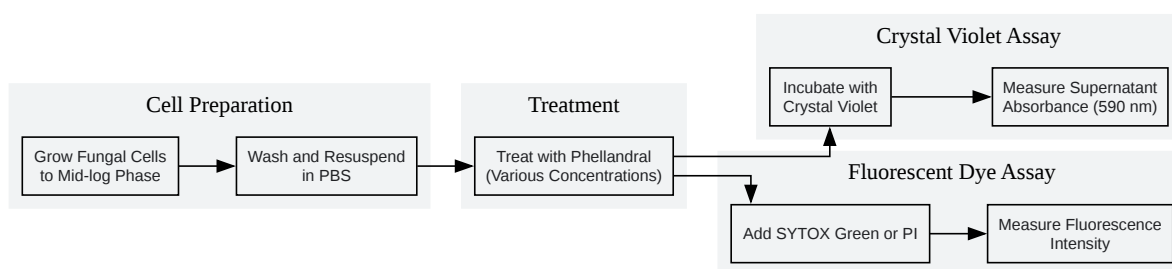 Cell Preparation
Grow Fungal Cells
to Mid-log Phase
Wash and Resuspend
in PBS
Treatment
Treat with Phellandral
(Various Concentrations)
Crystal Violet Assay
Incubate with
Crystal Violet
Measure Supernatant
Absorbance (590 nm)
Fluorescent Dye Assay
Add SYTOX Green or PI
Measure Fluorescence
Intensity